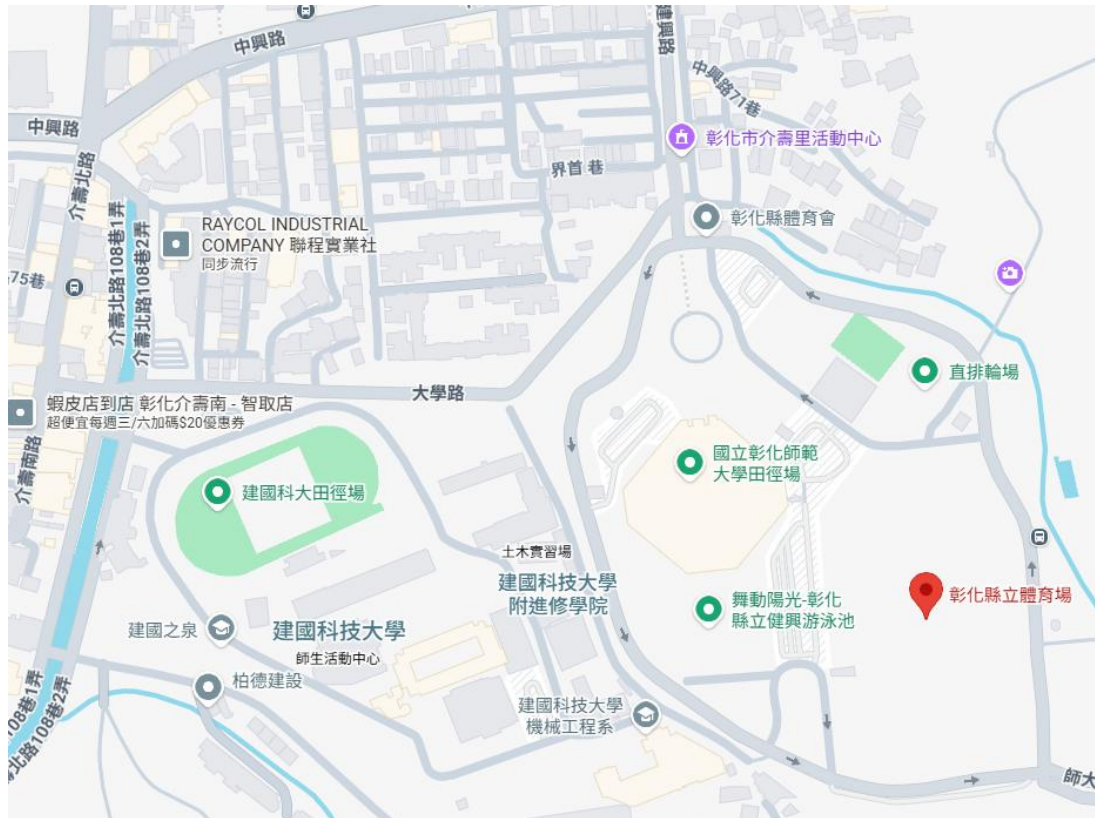 中興路
建興路
中興路71巷
中興路
彰化市介壽里活動中心
界首巷
介壽北路
彰化縣體育會
RAYCOL INDUSTRIAL
COMPANY 聯程實業社
同步流行
介壽北路108巷1弄
介壽北路108巷2弄
75巷
直排輪場
大學路
蝦皮店到店 彰化介壽南 - 智取店
超便宜每週三/六加碼$20優惠券
國立彰化師範
大學田徑場
介壽南路
建國科大田徑場
土木實習場
建國科技大學
附進修學院
彰化縣立體育場
舞動陽光-彰化
縣立健興游泳池
建國之泉
建國科技大學
師生活動中心
柏德建設
建國科技大學
機械工程系
108巷1弄
北路108巷2弄
師大